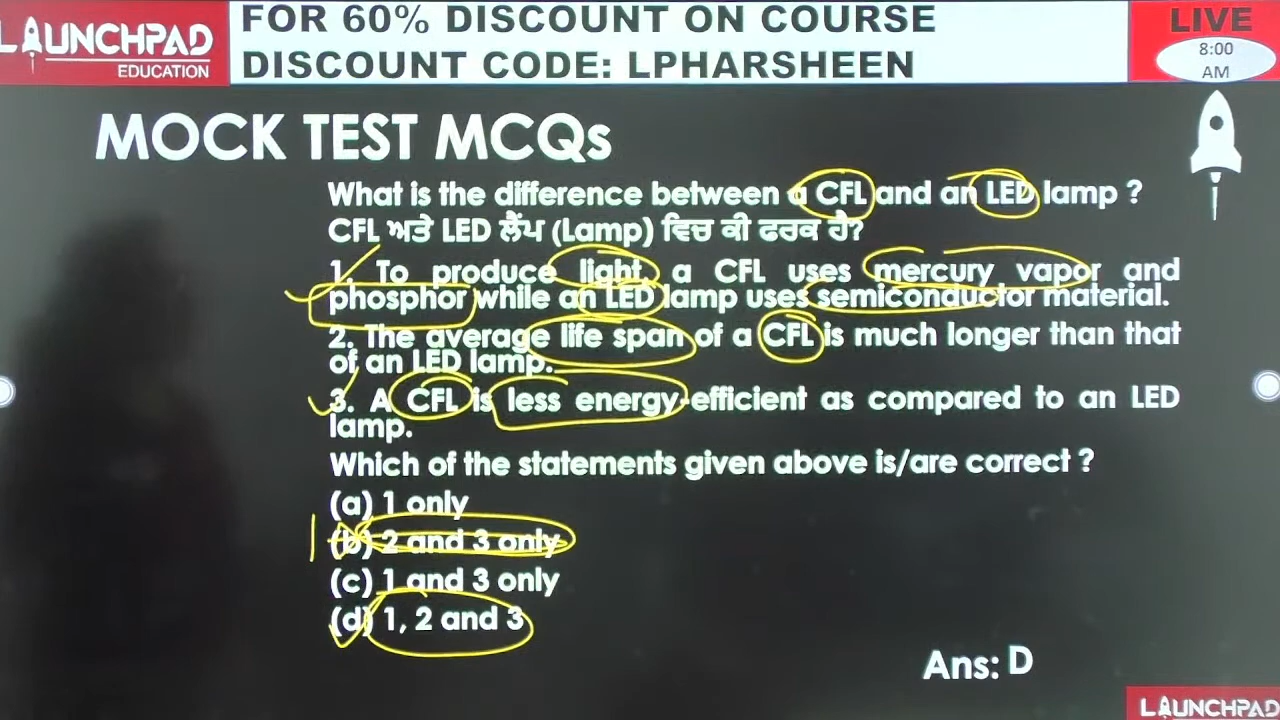 LAUNCHPAD
EDUCATION
FOR 60% DISCOUNT ON COURSE
DISCOUNT CODE: LPHARSHEEN
LIVE
8:00
AM
MOCK TEST MCQs
What is the difference between a CFL and an LED lamp ?
CFL ਅਤੇ LED ਲੈਂਪ (Lamp) ਵਿਚ ਕੀ ਫਰਕ ਹੈ?
1. To produce light, a CFL uses mercury vapor and
phosphor while an LED lamp uses semiconductor material.
2. The average life span of a CFL is much longer than that
of an LED lamp.
3. A CFL is less energy-efficient as compared to an LED
lamp.
Which of the statements given above is/are correct ?
(a) 1 only
(b) 2 and 3 only
(c) 1 and 3 only
(d) 1, 2 and 3
Ans: D
LAUNCHPAD